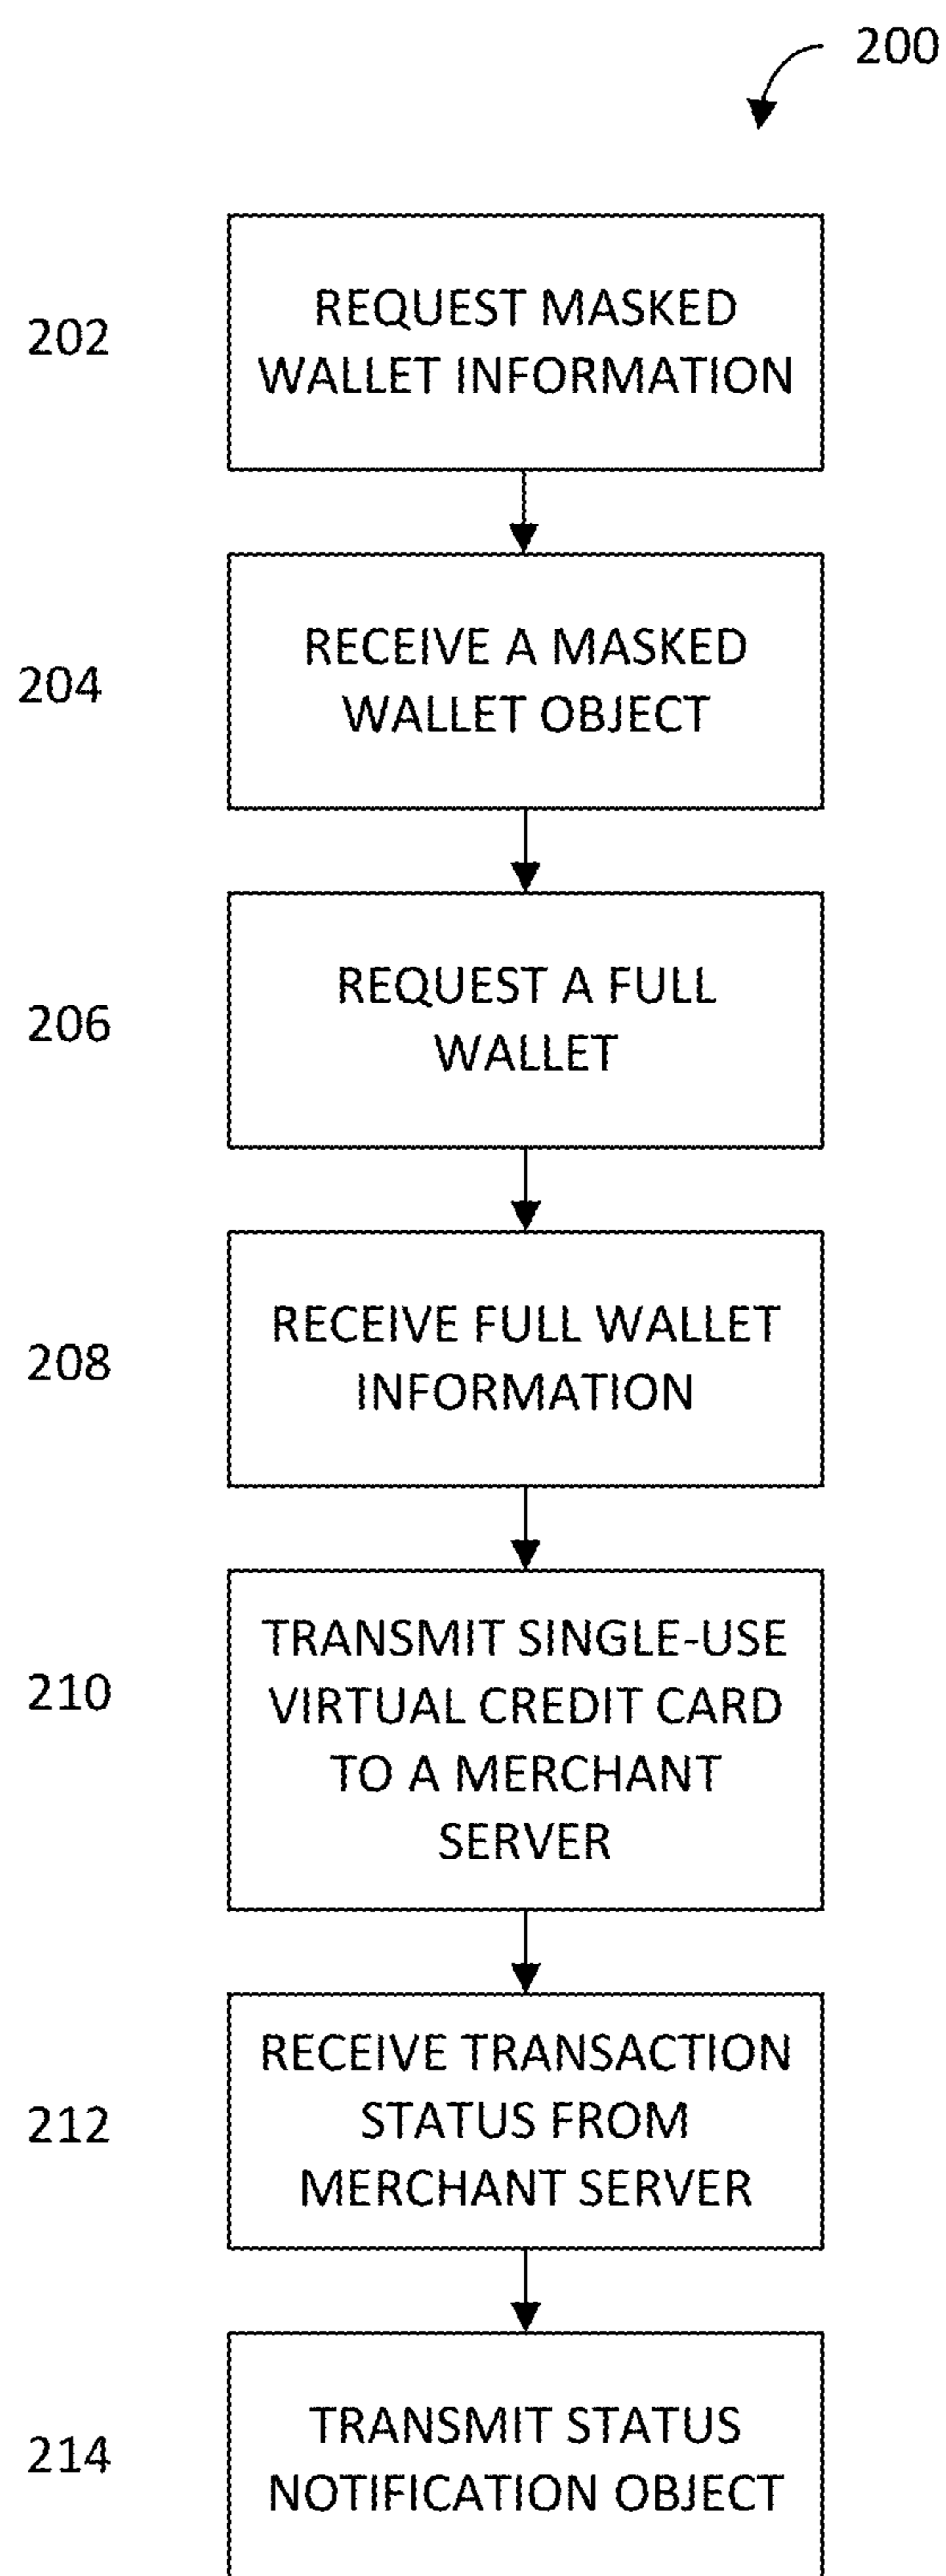 200
202
REQUEST MASKED
WALLET INFORMATION
204
RECEIVE A MASKED
WALLET OBJECT
206
REQUEST A FULL
WALLET
208
RECEIVE FULL WALLET
INFORMATION
210
TRANSMIT SINGLE-USE
VIRTUAL CREDIT CARD
TO A MERCHANT
SERVER
212
RECEIVE TRANSACTION
STATUS FROM
MERCHANT SERVER
214
TRANSMIT STATUS
NOTIFICATION OBJECT